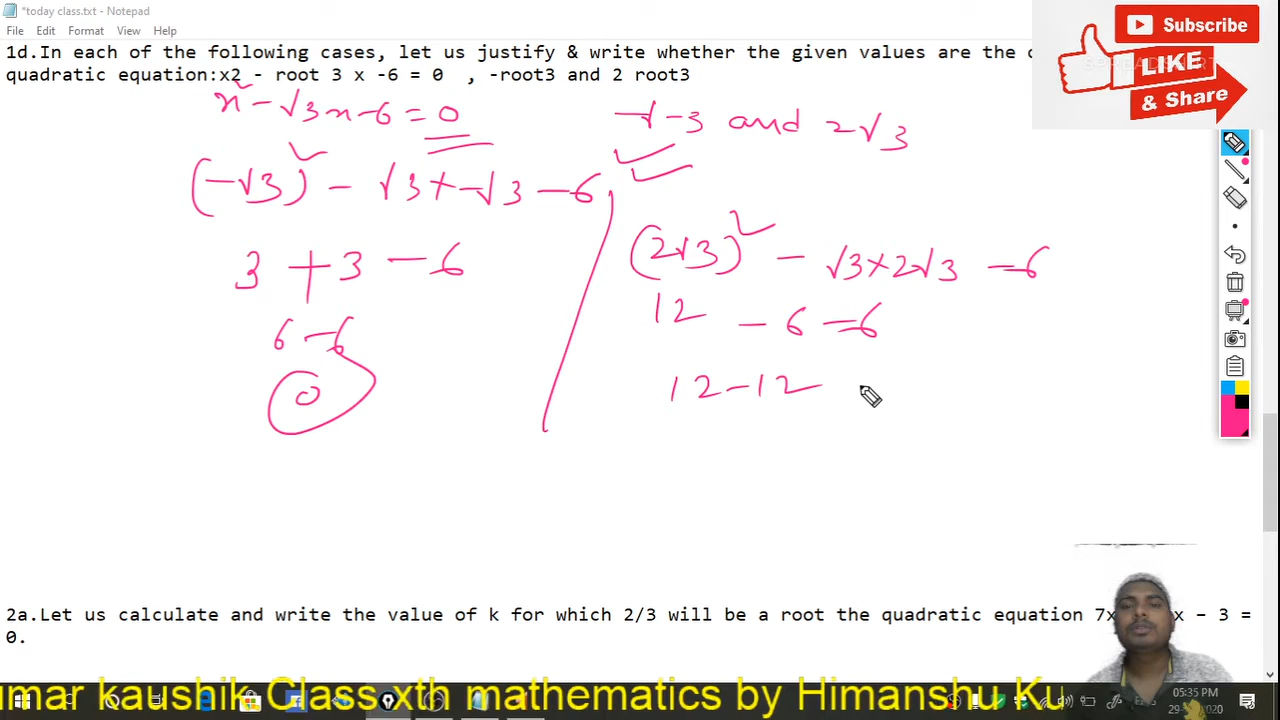 *today class.txt - Notepad
File Edit Format View Help
1d.In each of the following cases, let us justify & write whether the given values are the
quadratic equation:x2 - root 3 x -6 = 0 , -root3 and 2 root3
x² - √3x - 6 = 0
-√-3 and 2√3
(-√3)² - √3 × -√3 - 6
3 + 3 - 6
6 - 6
0
(2√3)² - √3×2√3 - 6
12 - 6 - 6
12 - 12
Subscribe
LIKE
& Share
2a.Let us calculate and write the value of k for which 2/3 will be a root the quadratic equation 7x x – 3 =
0.
umar kaushik Class xth mathematics by Himanshu Ku
05:35 PM